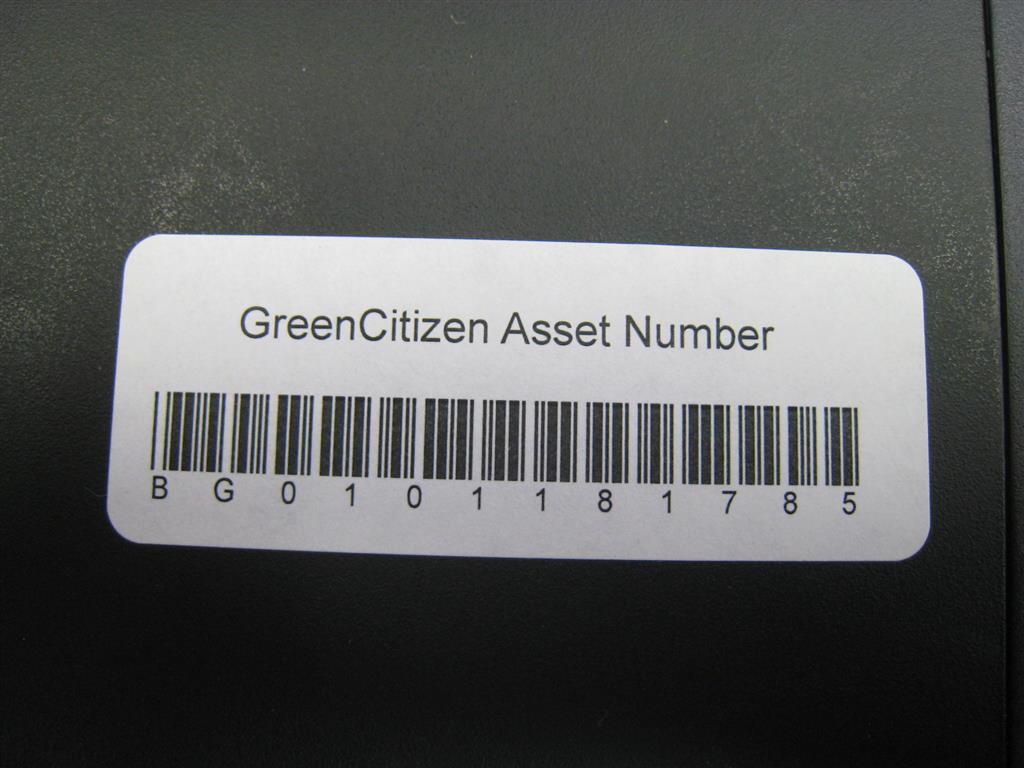 GreenCitizen Asset Number
B G 0 1 0 1 1 8 1 7 8 5